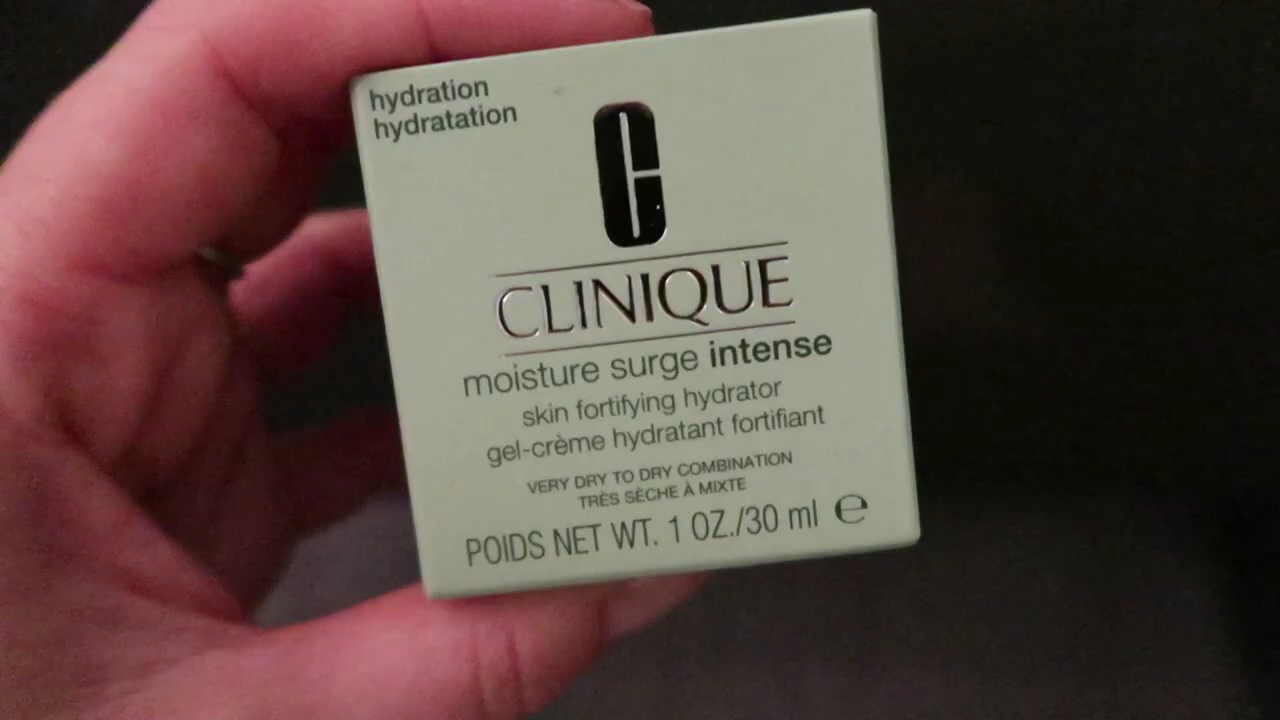 hydration
hydratation
C
CLINIQUE
moisture surge intense
skin fortifying hydrator
gel-crème hydratant fortifiant
VERY DRY TO DRY COMBINATION
TRÈS SÈCHE À MIXTE
POIDS NET WT. 1 OZ./30 ml ℮